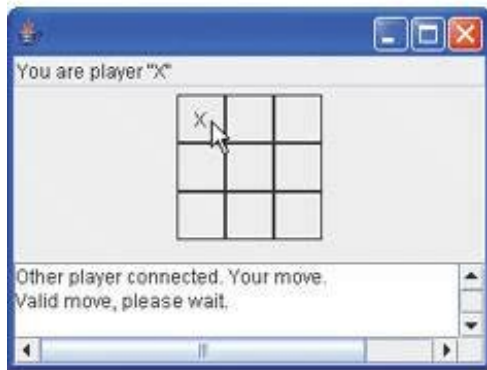 You are player "X"
X
Other player connected. Your move.
Valid move, please wait.